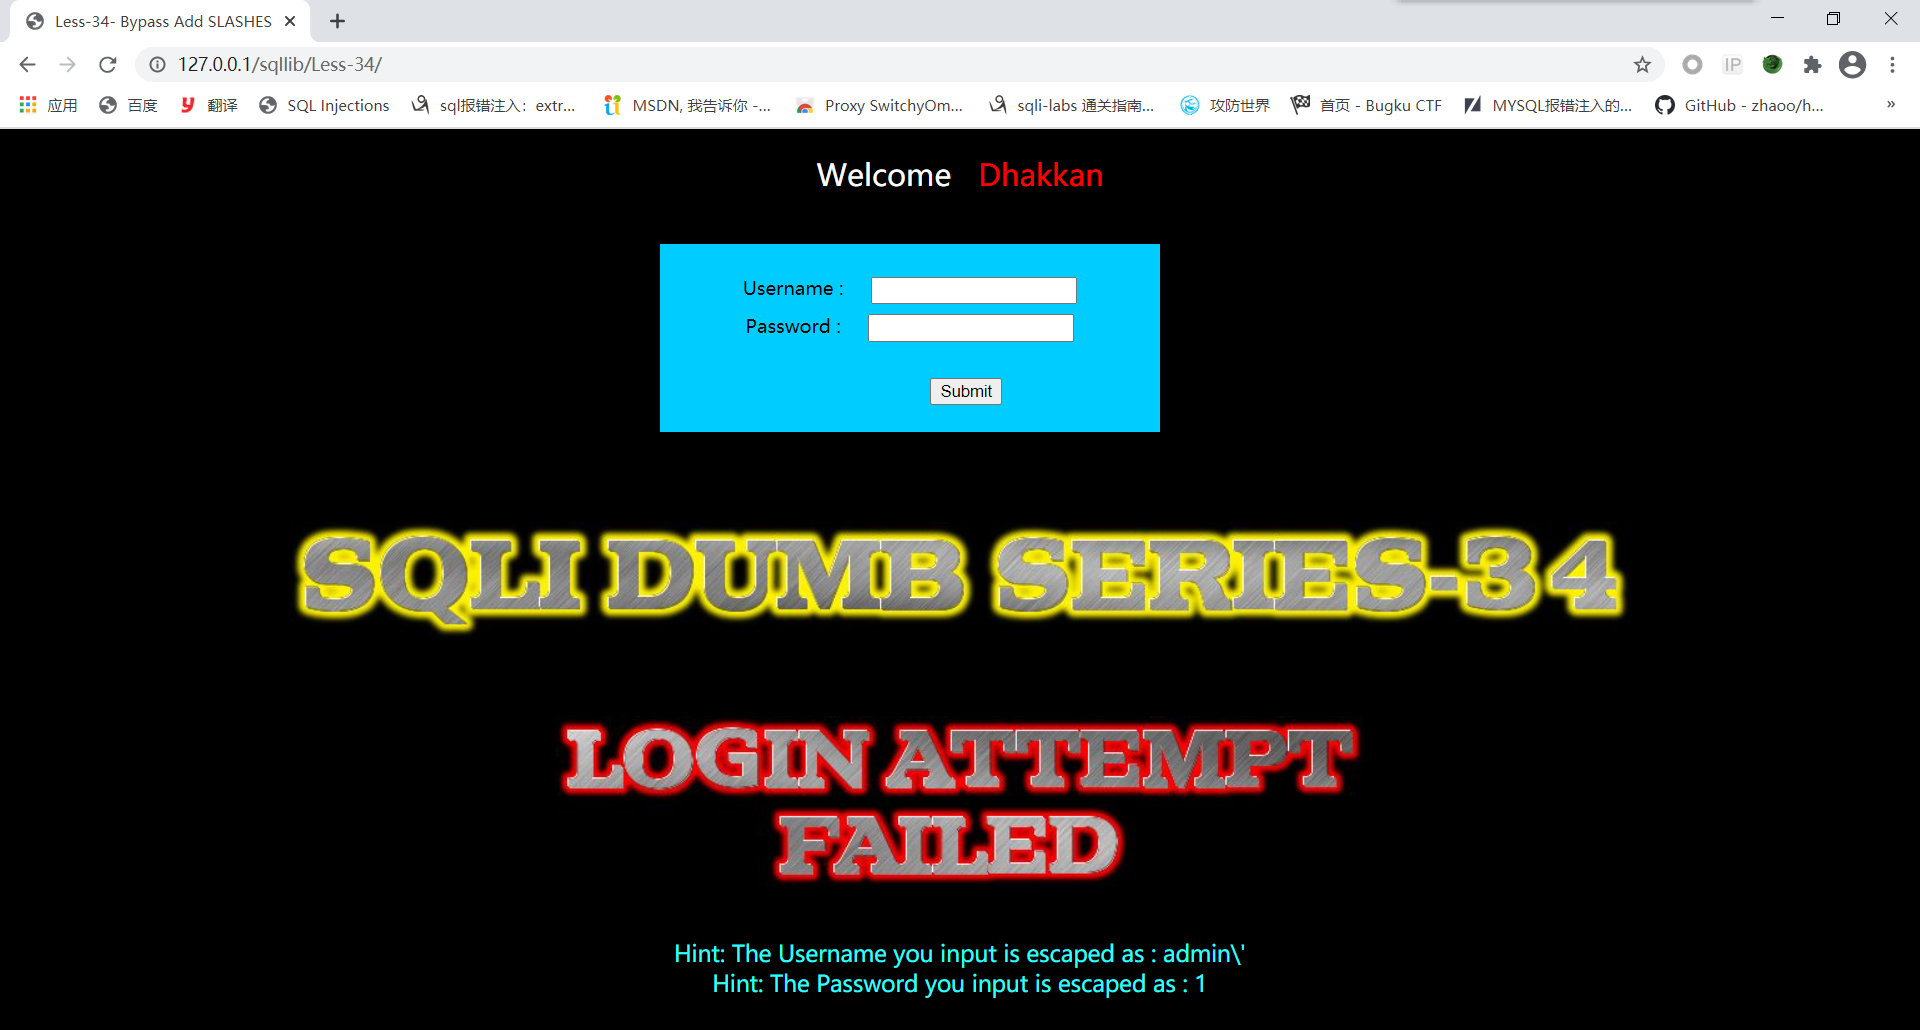 Less-34- Bypass Add SLASHES
127.0.0.1/sqllib/Less-34/
IP
应用 百度 翻译 SQL Injections sql报错注入：extr... MSDN, 我告诉你 -... Proxy SwitchyOm... sqli-labs 通关指南... 攻防世界 首页 - Bugku CTF MYSQL报错注入的... GitHub - zhaoo/h... »
Welcome Dhakkan
Username :
Password :
Submit
SQLI DUMB SERIES-34
LOGIN ATTEMPT
FAILED
Hint: The Username you input is escaped as : admin\'
Hint: The Password you input is escaped as : 1